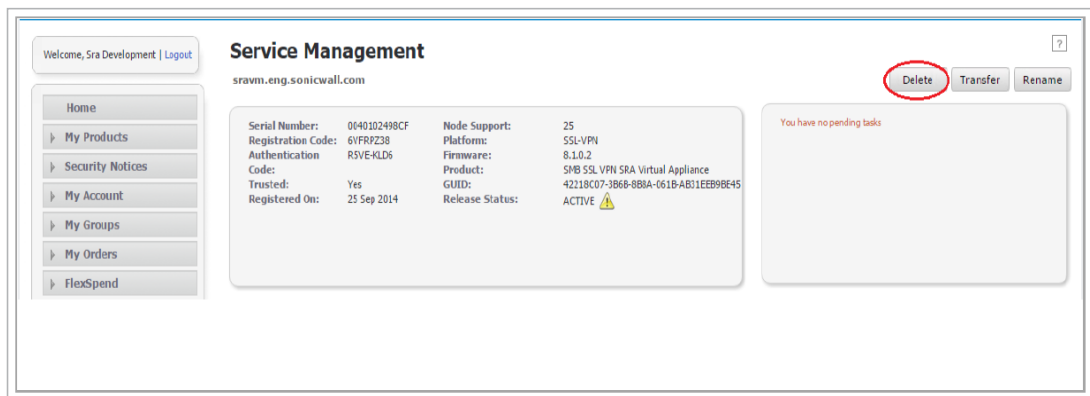 Welcome, Sra Development | Logout
Service Management
?
sravm.eng.sonicwall.com
Delete
Transfer
Rename
Home
My Products
Security Notices
My Account
My Groups
My Orders
FlexSpend
Serial Number: 0040102498CF
Registration Code: 6VFRPZ38
Authentication R5VE-KLD6
Code:
Trusted: Yes
Registered On: 25 Sep 2014
Node Support: 25
Platform: SSL-VPN
Firmware: 8.1.0.2
Product: SMB SSL VPN SRA Virtual Appliance
GUID: 42218C07-3B6B-8B8A-061B-AB31EEB9BE45
Release Status: ACTIVE
You have no pending tasks